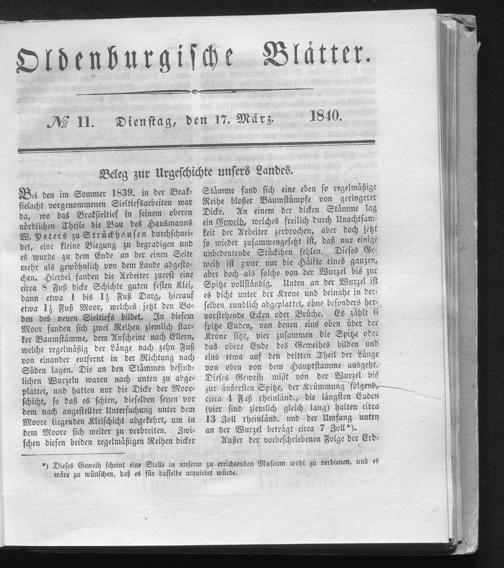 Oldenburgische Blätter.
№ 11. Dienstag, den 17. März. 1840.
Beleg zur Urgeschichte unsers Landes.
Bei den im Sommer 1839. in der Brak-
sielacht vorgenommenen Sieltiefsarbeiten war
da, wo das Braksieltief in seinem oberen
nördlichen Theile die Bau des Hausmanns
W. Peters zu Strückhausen durchschnei-
det, eine kleine Biegung zu begradigen und
es wurde zu dem Ende an der einen Seite
mehr als gewöhnlich von dem Lande abgesto-
chen. Hierbei fanden die Arbeiter zuerst eine
circa 8 Fuß dicke Schichte guten festen Klei,
dann etwa 1 bis 1½ Fuß Darg, hierauf
etwa 1½ Fuß Moor, welches jetzt den Bo-
den des neuen Sieltiefs bildet. In diesem
Moor fanden sich zwei Reihen ziemlich star-
ker Baumstämme, dem Anscheine nach Ellern,
welche regelmäßig der Länge nach zehn Fuß
von einander entfernt in der Richtung nach
Süden lagen. Die an den Stämmen befind-
lichen Wurzeln waren nach unten zu abge-
plattet, und hatten nur die Dicke der Moor-
schicht, so daß es schien, dieselben seyen vor
dem nach angestellter Untersuchung unter dem
Moore liegenden Kleischicht abgekehrt, um in
dem Moore sich weiter zu verbreiten. Zwi-
schen diesen beiden regelmäßigen Reihen dicker
Stämme fand sich eine eben so regelmäßige
Reihe bloßer Baumstümpfe von geringerer
Dicke. An einem der dicken Stämme lag
ein Geweih, welches freilich durch Unachtsam-
keit der Arbeiter zerbrochen, aber doch jetzt
so wieder zusammengesetzt ist, daß nur einige
unbedeutende Stückchen fehlen. Dieses Ge-
weih ist zwar nur die Hälfte eines ganzen,
aber doch als solche von der Wurzel bis zur
Spitze vollständig. Unten an der Wurzel ist
es dicht unter der Krone und beinahe in der-
selben rundlich abgeplattet, ohne besonders her-
vorstehende Ecken oder Brüche. Es zählt 6
spitze Enden, von denen eins oben über der
Krone sitzt, vier zusammen die Spitze oder
das obere Ende des Geweihes bilden und
eins etwa auf den dritten Theil der Länge
von oben von dem Hauptstamme ausgeht.
Dieses Geweih mißt von der Wurzel bis
zur äußersten Spitze, der Krümmung folgend,
circa 4 Faß rheinländ., die längsten Enden
(vier sind ziemlich gleich lang) halten circa
13 Zoll rheinländ. und der Umfang unten
an der Wurzel beträgt circa 7 Zoll*).
Außer der vorbeschriebenen Folge der Erd-
*) Dieses Geweih scheint eine Stelle in unserm zu errichtenden Museum wohl zu verdienen, und es
wäre zu wünschen, daß es für dasselbe acquirirt würde.